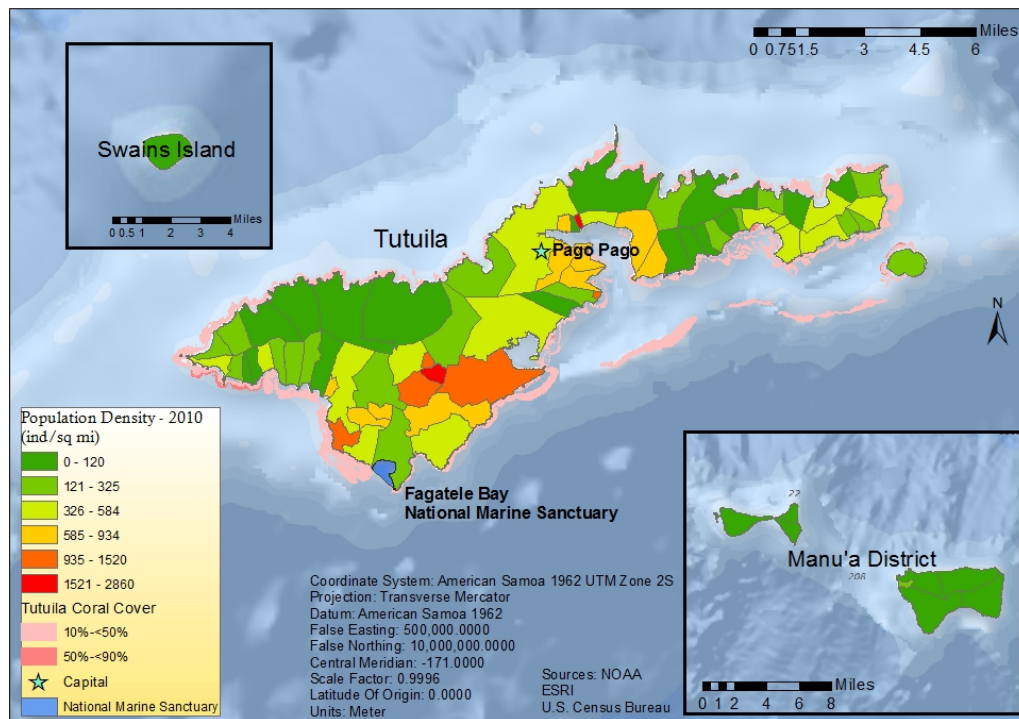 Miles
0 0.75 1.5 3 4.5 6
Swains Island
Miles
0 0.5 1 2 3 4
Tutuila
Pago Pago
N
Population Density - 2010
(ind/sq mi)
0 - 120
121 - 325
326 - 584
585 - 934
935 - 1520
1521 - 2860
Tutuila Coral Cover
10%-<50%
50%-<90%
Capital
National Marine Sanctuary
Fagatele Bay
National Marine Sanctuary
Coordinate System: American Samoa 1962 UTM Zone 2S
Projection: Transverse Mercator
Datum: American Samoa 1962
False Easting: 500,000.0000
False Northing: 10,000,000.0000
Central Meridian: -171.0000
Scale Factor: 0.9996
Latitude Of Origin: 0.0000
Units: Meter
Sources: NOAA
ESRI
U.S. Census Bureau
22
Manu'a District
208
Miles
0 1 2 4 6 8